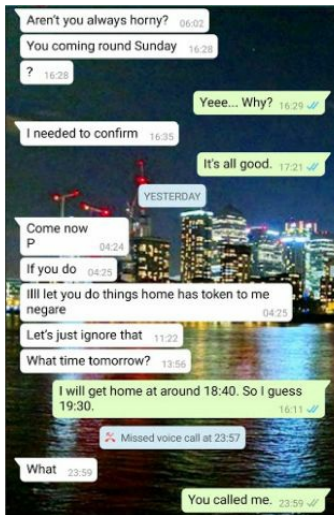 Aren't you always horny? 06:02
You coming round Sunday 16:28
? 16:28
Yeee... Why? 16:29
I needed to confirm 16:35
It's all good. 17:21
YESTERDAY
Come now
P 04:24
If you do 04:25
IIll let you do things home has token to me
negare 04:25
Let's just ignore that 11:22
What time tomorrow? 13:56
I will get home at around 18:40. So I guess
19:30. 16:11
Missed voice call at 23:57
What 23:59
You called me. 23:59